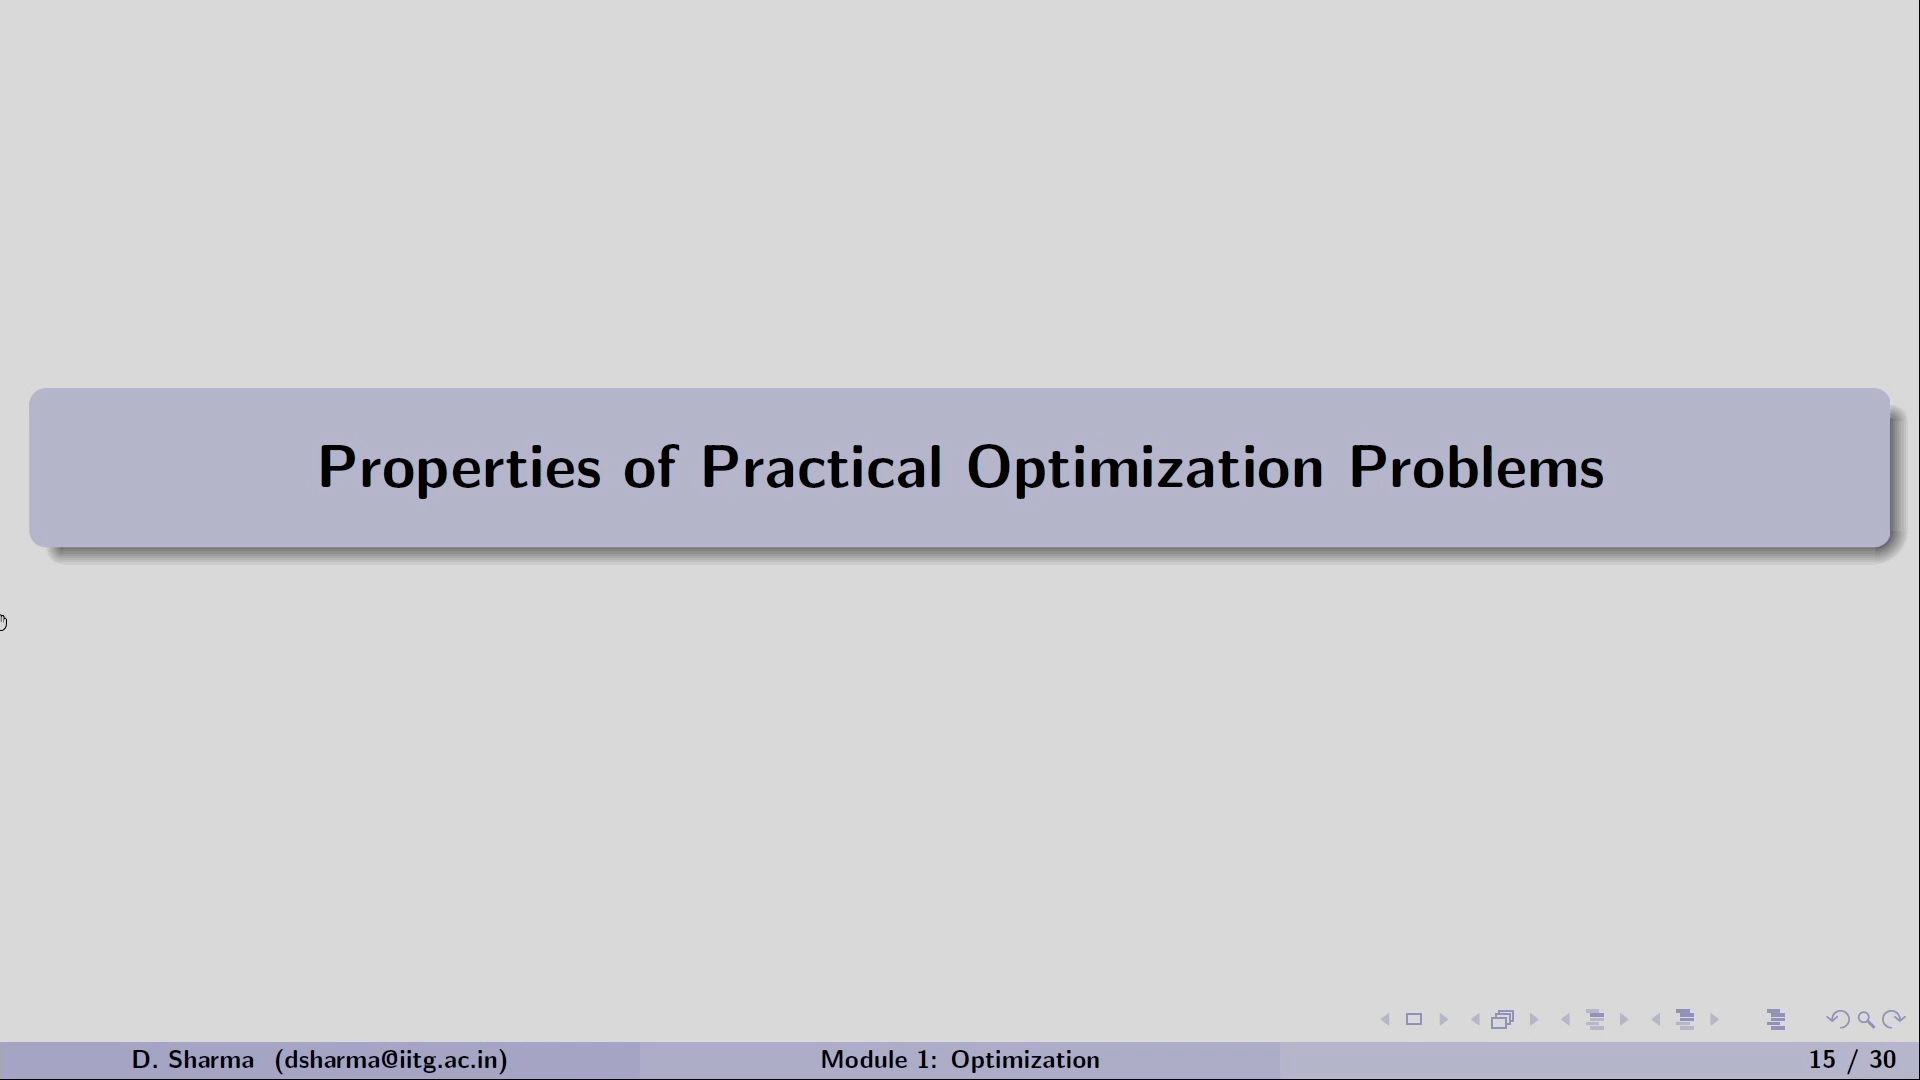 Properties of Practical Optimization Problems
D. Sharma (dsharma@iitg.ac.in)
Module 1: Optimization
15 / 30